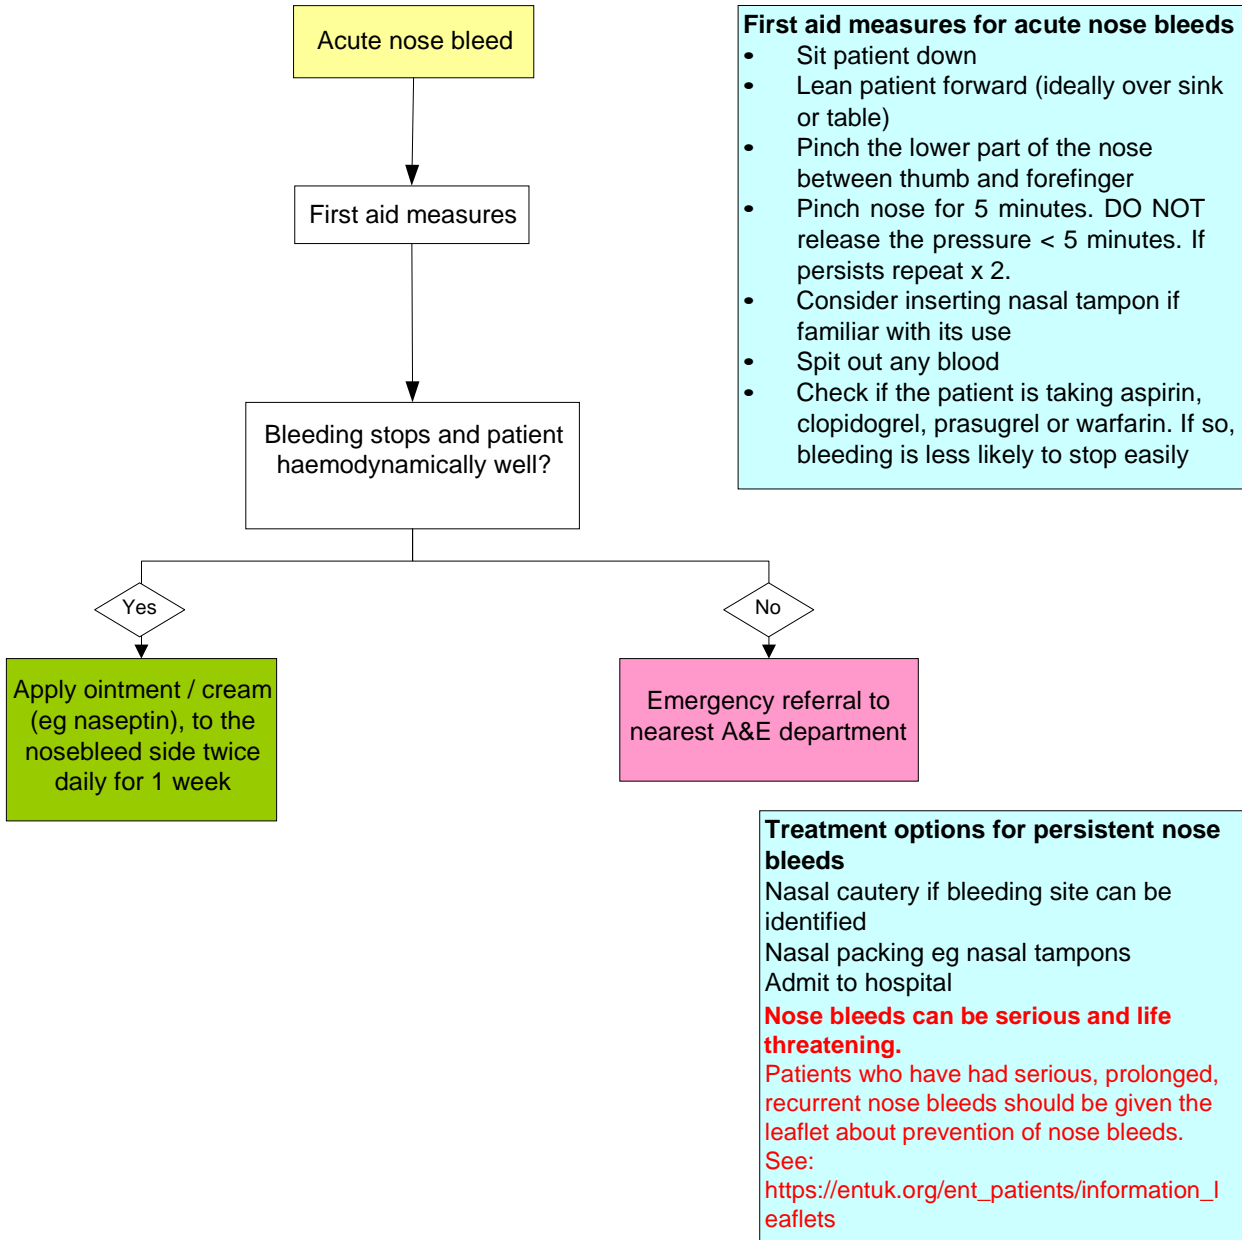 Acute nose bleed
First aid measures
Bleeding stops and patient
haemodynamically well?
Yes
No
Apply ointment / cream
(eg naseptin), to the
nosebleed side twice
daily for 1 week
Emergency referral to
nearest A&E department
First aid measures for acute nose bleeds
• Sit patient down
• Lean patient forward (ideally over sink
or table)
• Pinch the lower part of the nose
between thumb and forefinger
• Pinch nose for 5 minutes. DO NOT
release the pressure < 5 minutes. If
persists repeat x 2.
• Consider inserting nasal tampon if
familiar with its use
• Spit out any blood
• Check if the patient is taking aspirin,
clopidogrel, prasugrel or warfarin. If so,
bleeding is less likely to stop easily
Treatment options for persistent nose
bleeds
Nasal cautery if bleeding site can be
identified
Nasal packing eg nasal tampons
Admit to hospital
Nose bleeds can be serious and life
threatening.
Patients who have had serious, prolonged,
recurrent nose bleeds should be given the
leaflet about prevention of nose bleeds.
See:
https://entuk.org/ent_patients/information_l
eaflets